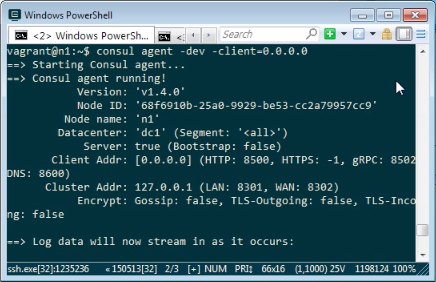 Windows PowerShell
<2> Windows PowerShell
Search
vagrant@n1:~$ consul agent -dev -client=0.0.0.0
==> Starting Consul agent...
==> Consul agent running!
Version: 'v1.4.0'
Node ID: '68f6910b-25a0-9929-be53-cc2a79957cc9'
Node name: 'n1'
Datacenter: 'dc1' (Segment: '<all>')
Server: true (Bootstrap: false)
Client Addr: [0.0.0.0] (HTTP: 8500, HTTPS: -1, gRPC: 8502
DNS: 8600)
Cluster Addr: 127.0.0.1 (LAN: 8301, WAN: 8302)
Encrypt: Gossip: false, TLS-Outgoing: false, TLS-Inco
ng: false
==> Log data will now stream in as it occurs:
ssh.exe[32]:1235236 « 150513[32] 2/3 [+] NUM PRI‡ 66x16 (1,1000) 25V 1198124 100%